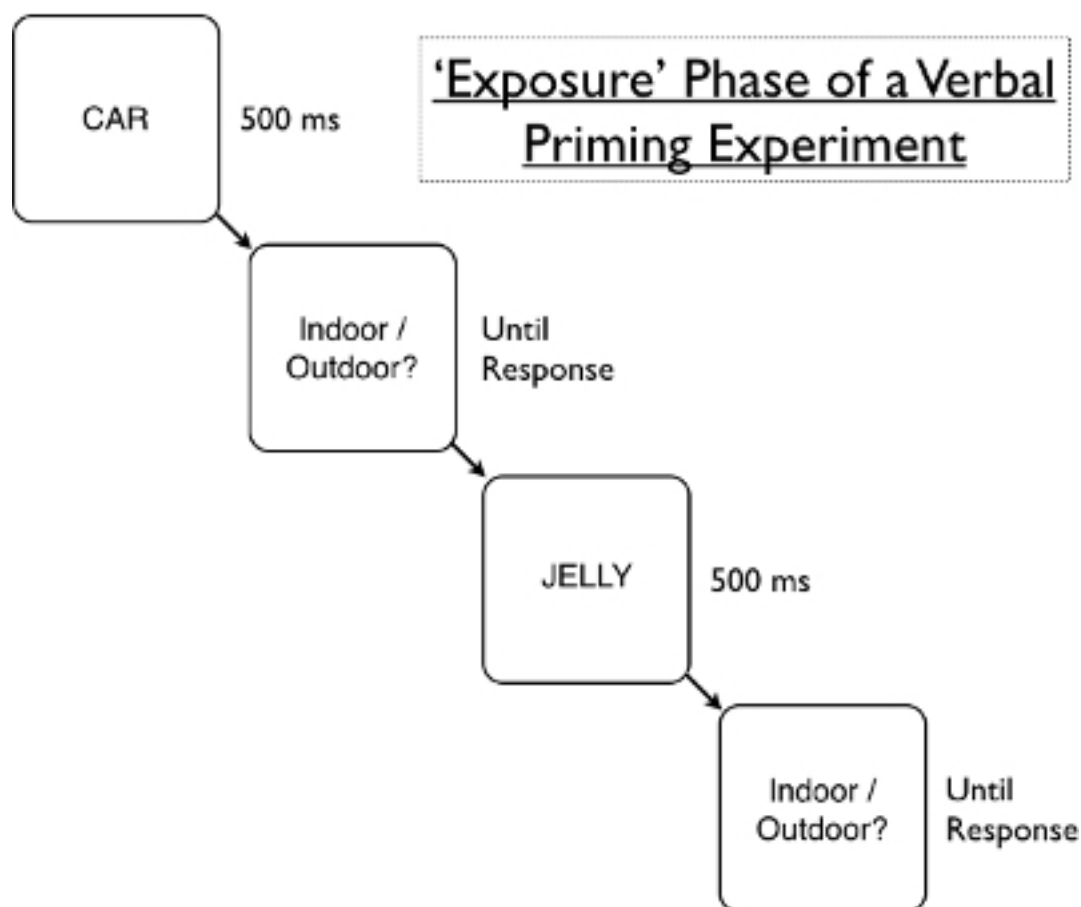 ‘Exposure’ Phase of a Verbal
Priming Experiment
CAR
500 ms
Indoor /
Outdoor?
Until
Response
JELLY
500 ms
Indoor /
Outdoor?
Until
Response